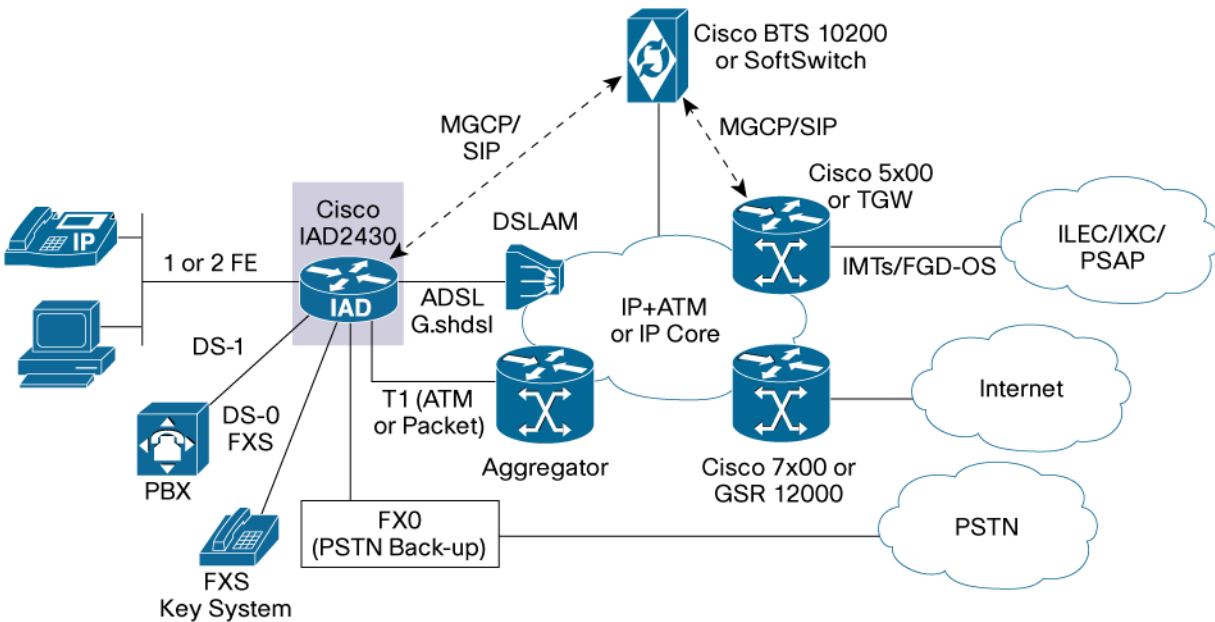 Cisco BTS 10200
or SoftSwitch
MGCP/
SIP
MGCP/SIP
Cisco 5x00
or TGW
Cisco
IAD2430
DSLAM
IP
1 or 2 FE
IAD
ADSL
G.shdsl
IP+ATM
or IP Core
IMTs/FGD-OS
ILEC/IXC/
PSAP
DS-1
T1 (ATM
or Packet)
Internet
DS-0
FXS
PBX
Aggregator
Cisco 7x00 or
GSR 12000
FX0
(PSTN Back-up)
PSTN
FXS
Key System